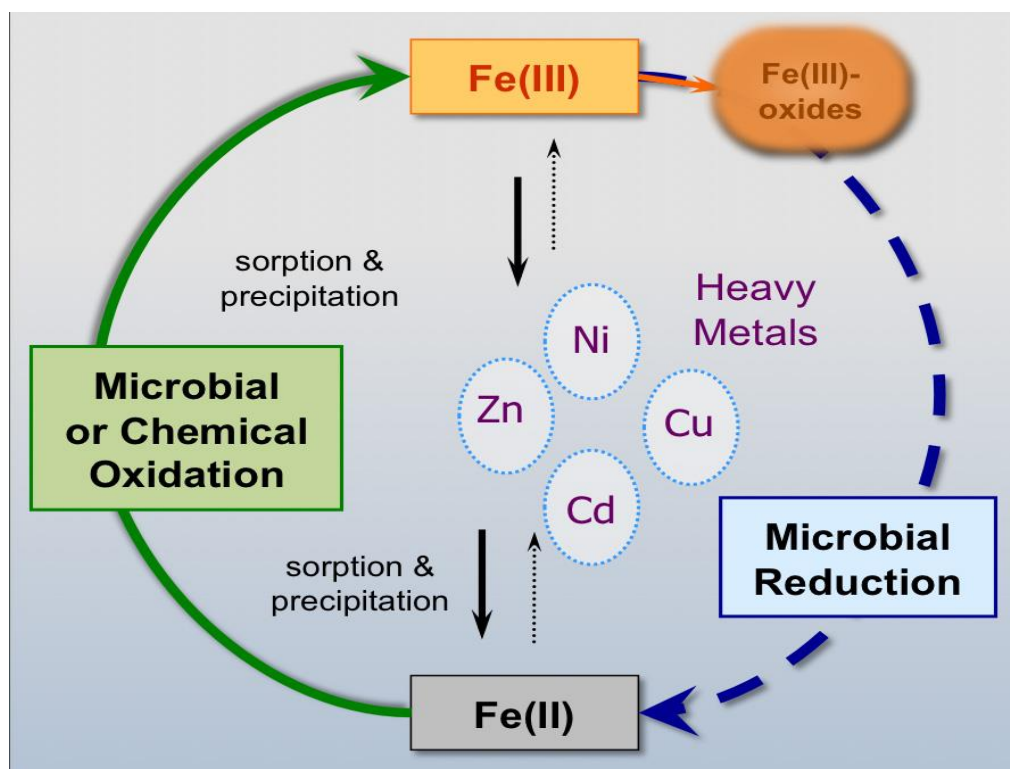 Fe(III)
Fe(III)-
oxides
sorption &
precipitation
Heavy
Metals
Ni
Zn
Cu
Cd
Microbial
or Chemical
Oxidation
Microbial
Reduction
sorption &
precipitation
Fe(II)